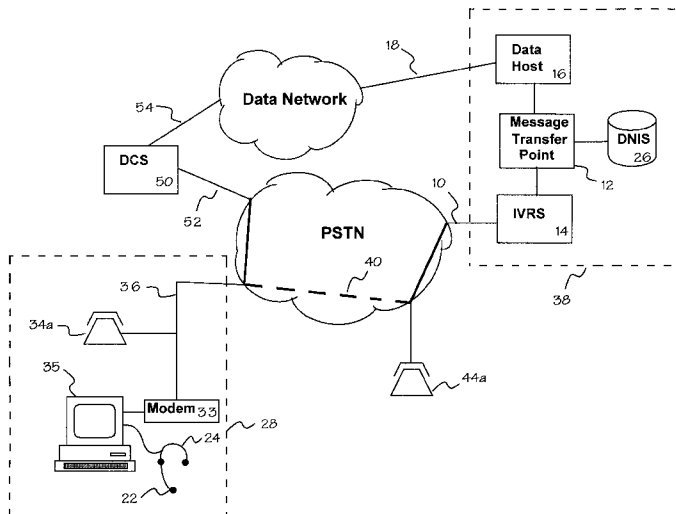 18
Data
Host
16
Data Network
54
Message
Transfer
Point
DNIS
26
DCS
50
12
10
52
IVRS
14
PSTN
40
36
38
34a
35
44a
Modem 33
24
28
22